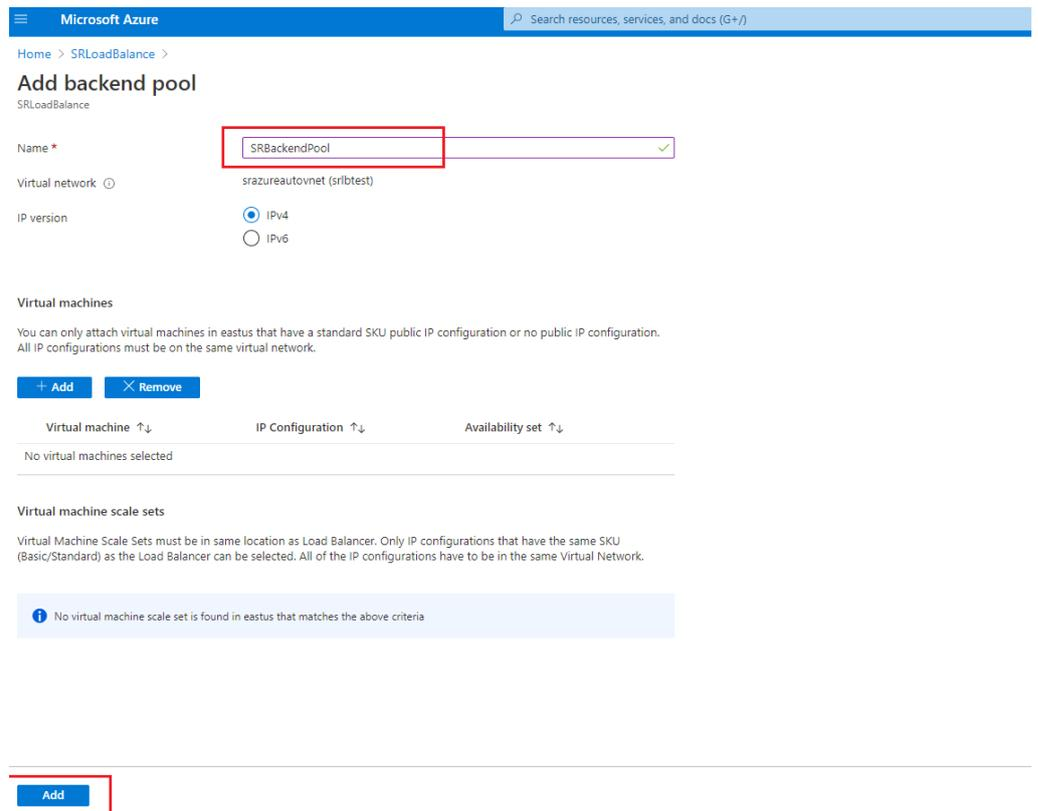 Microsoft Azure
Search resources, services, and docs (G+/)
Home > SRLoadBalance >
Add backend pool
SRLoadBalance
Name *
SRBackendPool
Virtual network
srazureautovnet (srlbtest)
IP version
IPv4
IPv6
Virtual machines
You can only attach virtual machines in eastus that have a standard SKU public IP configuration or no public IP configuration.
All IP configurations must be on the same virtual network.
+ Add
Remove
Virtual machine ↑↓ IP Configuration ↑↓ Availability set ↑↓
No virtual machines selected
Virtual machine scale sets
Virtual Machine Scale Sets must be in same location as Load Balancer. Only IP configurations that have the same SKU
(Basic/Standard) as the Load Balancer can be selected. All of the IP configurations have to be in the same Virtual Network.
No virtual machine scale set is found in eastus that matches the above criteria
Add